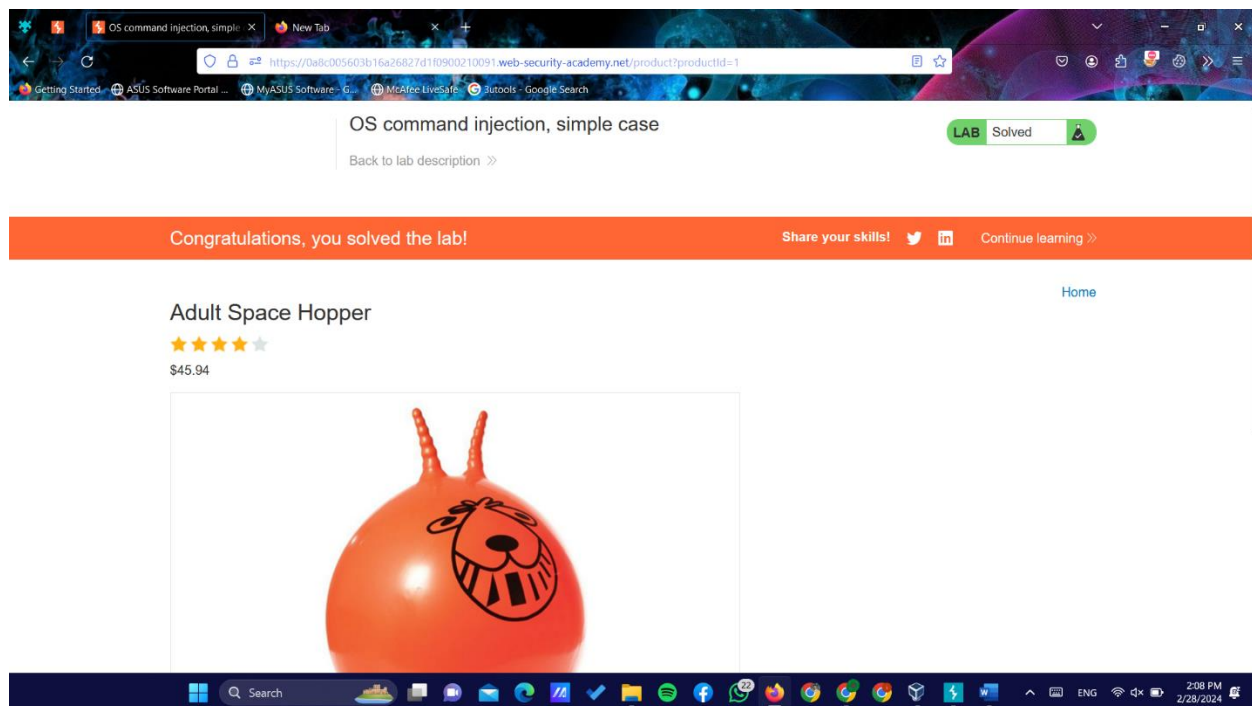 OS command injection, simple
New Tab
https://0a8c005603b16a26827d1f0900210091.web-security-academy.net/product?productId=1
Getting Started
ASUS Software Portal ...
MyASUS Software - G...
McAfee LiveSafe
3utools - Google Search
OS command injection, simple case
LAB Solved
Back to lab description
Congratulations, you solved the lab!
Share your skills!
Continue learning
Home
Adult Space Hopper
$45.94
Search
22
ENG
2:08 PM
2/28/2024